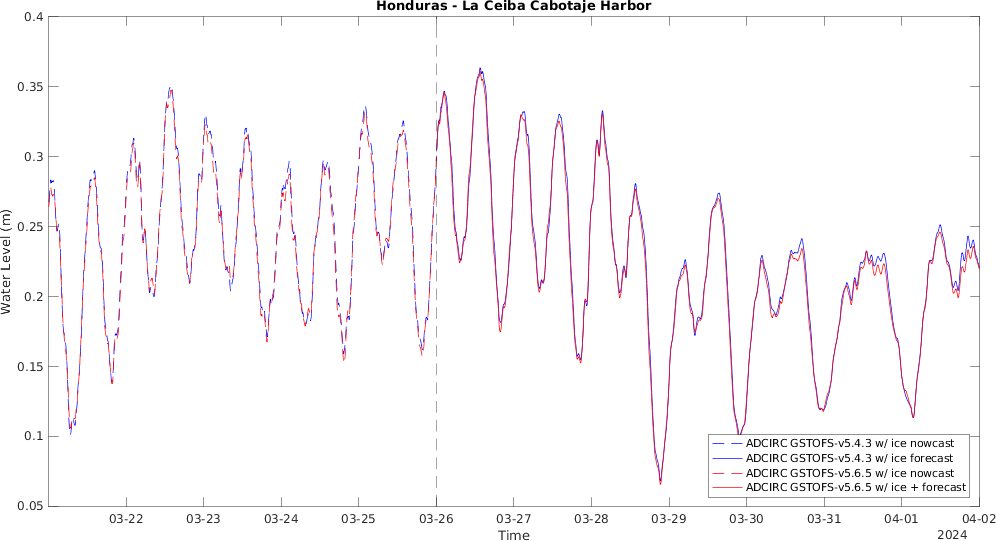 Honduras - La Ceiba Cabotaje Harbor
0.4
0.35
0.3
0.25
0.2
0.15
0.1
0.05
Water Level (m)
ADCIRC GSTOFS-v5.4.3 w/ ice nowcast
ADCIRC GSTOFS-v5.4.3 w/ ice forecast
ADCIRC GSTOFS-v5.6.5 w/ ice nowcast
ADCIRC GSTOFS-v5.6.5 w/ ice + forecast
03-22 03-23 03-24 03-25 03-26 03-27 03-28 03-29 03-30 03-31 04-01 04-02
Time
2024